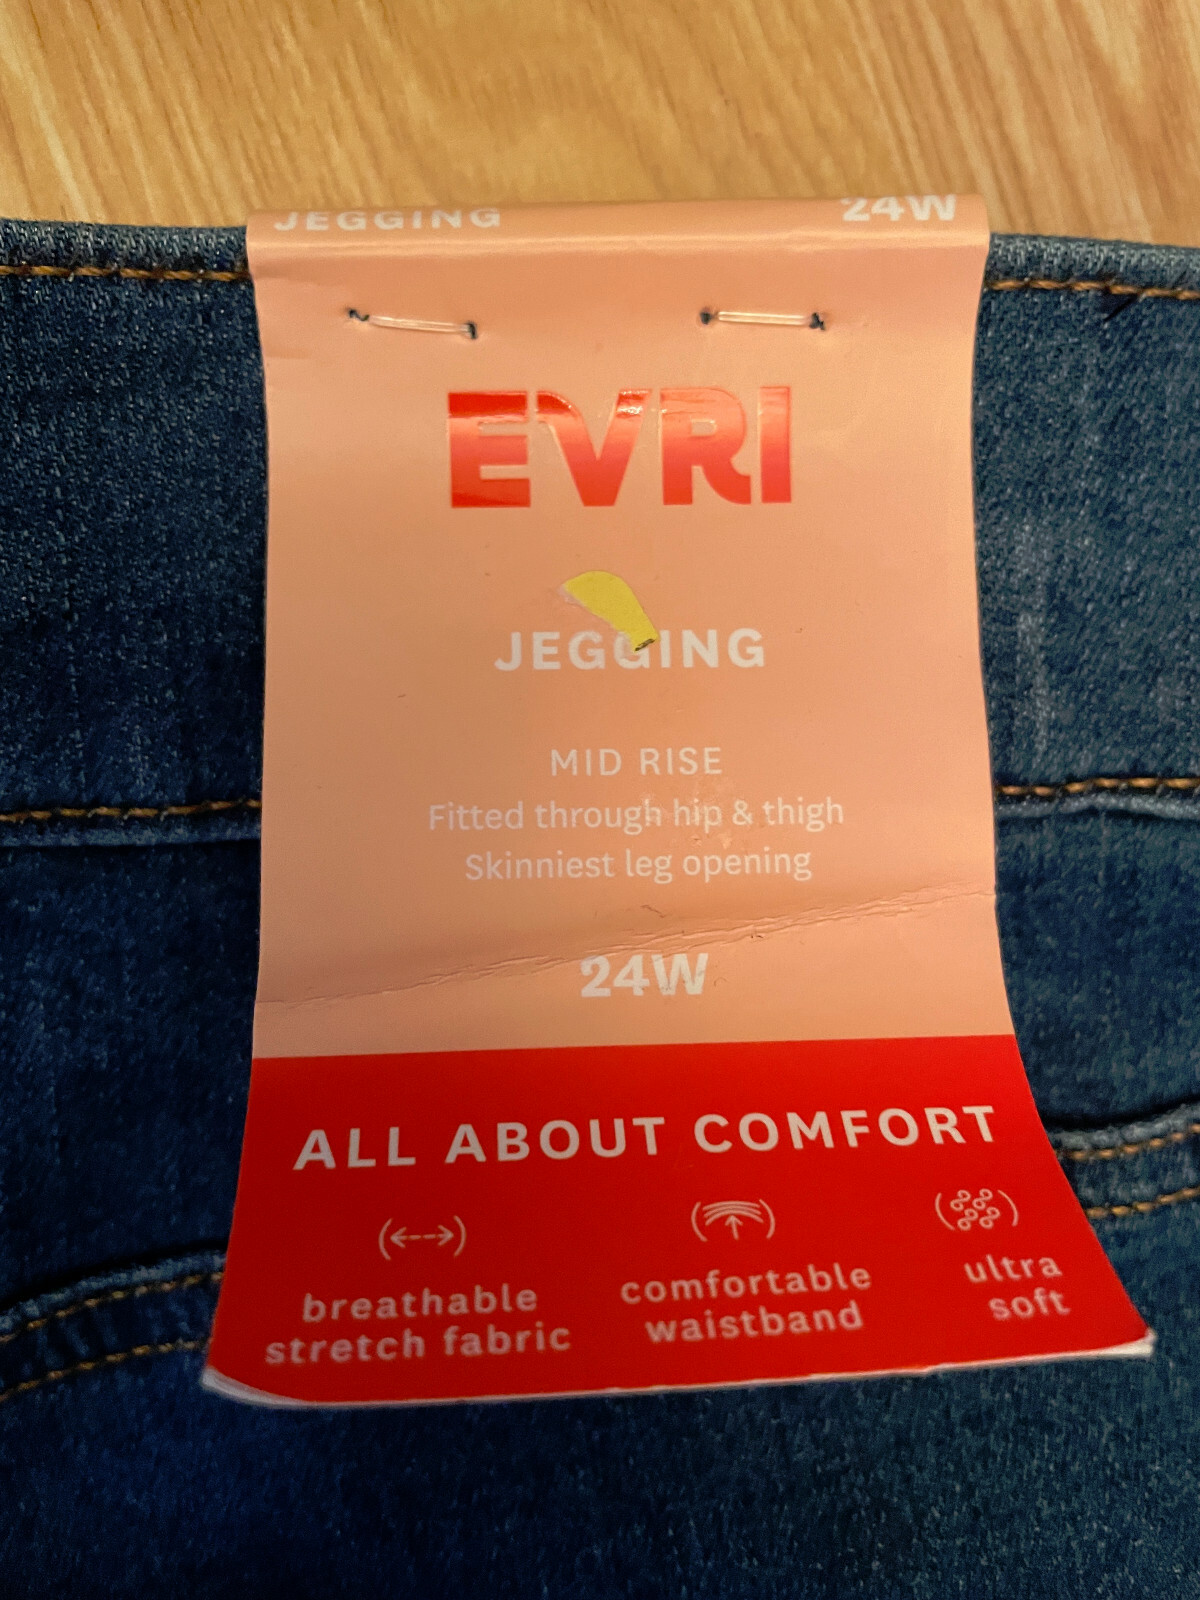 JEGGING 24W
EVRI
JEGGING
MID RISE
Fitted through hip & thigh
Skinniest leg opening
24W
ALL ABOUT COMFORT
breathable
stretch fabric
comfortable
waistband
ultra
soft